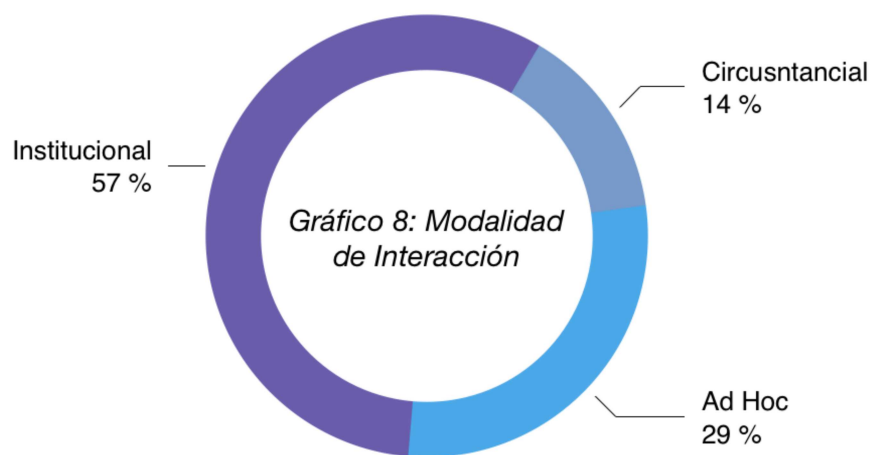 Circusntancial
14 %
Institucional
57 %
Gráfico 8: Modalidad
de Interacción
Ad Hoc
29 %